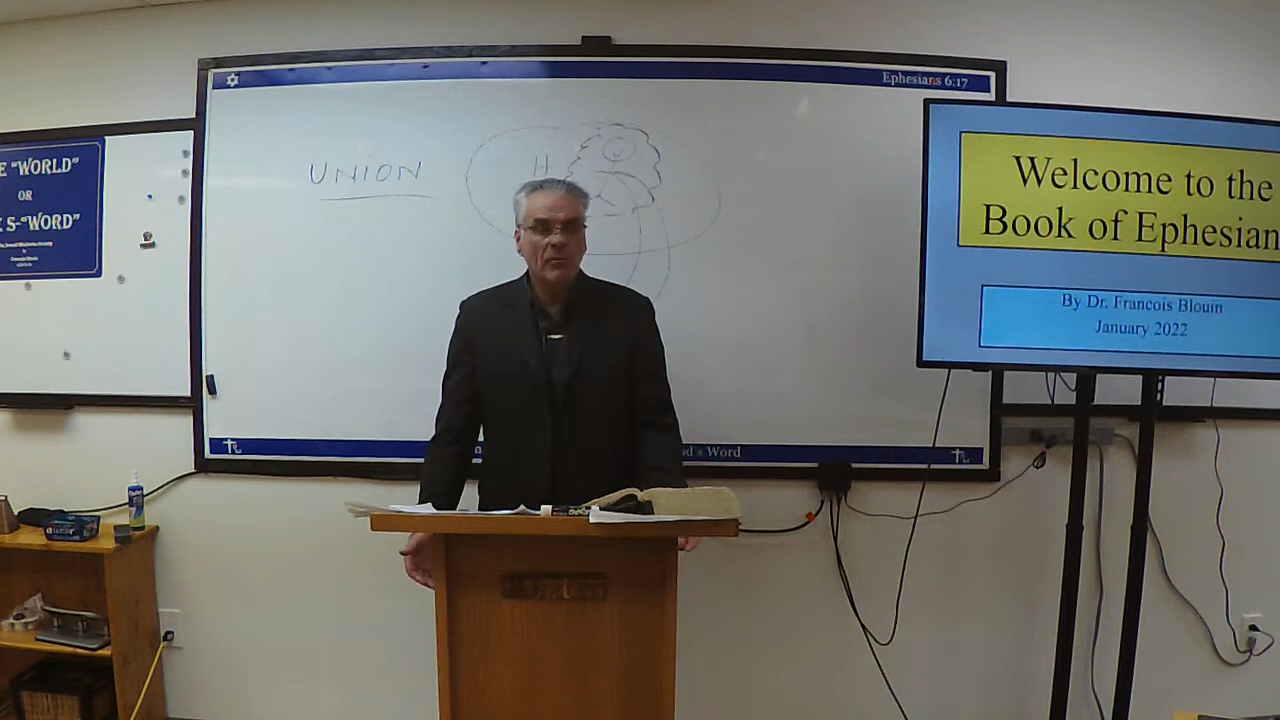 E "WORLD"
OR
E S-"WORD"
Ephesians 6:17
UNION
H
d's Word
Welcome to the
Book of Ephesian
By Dr. Francois Blouin
January 2022